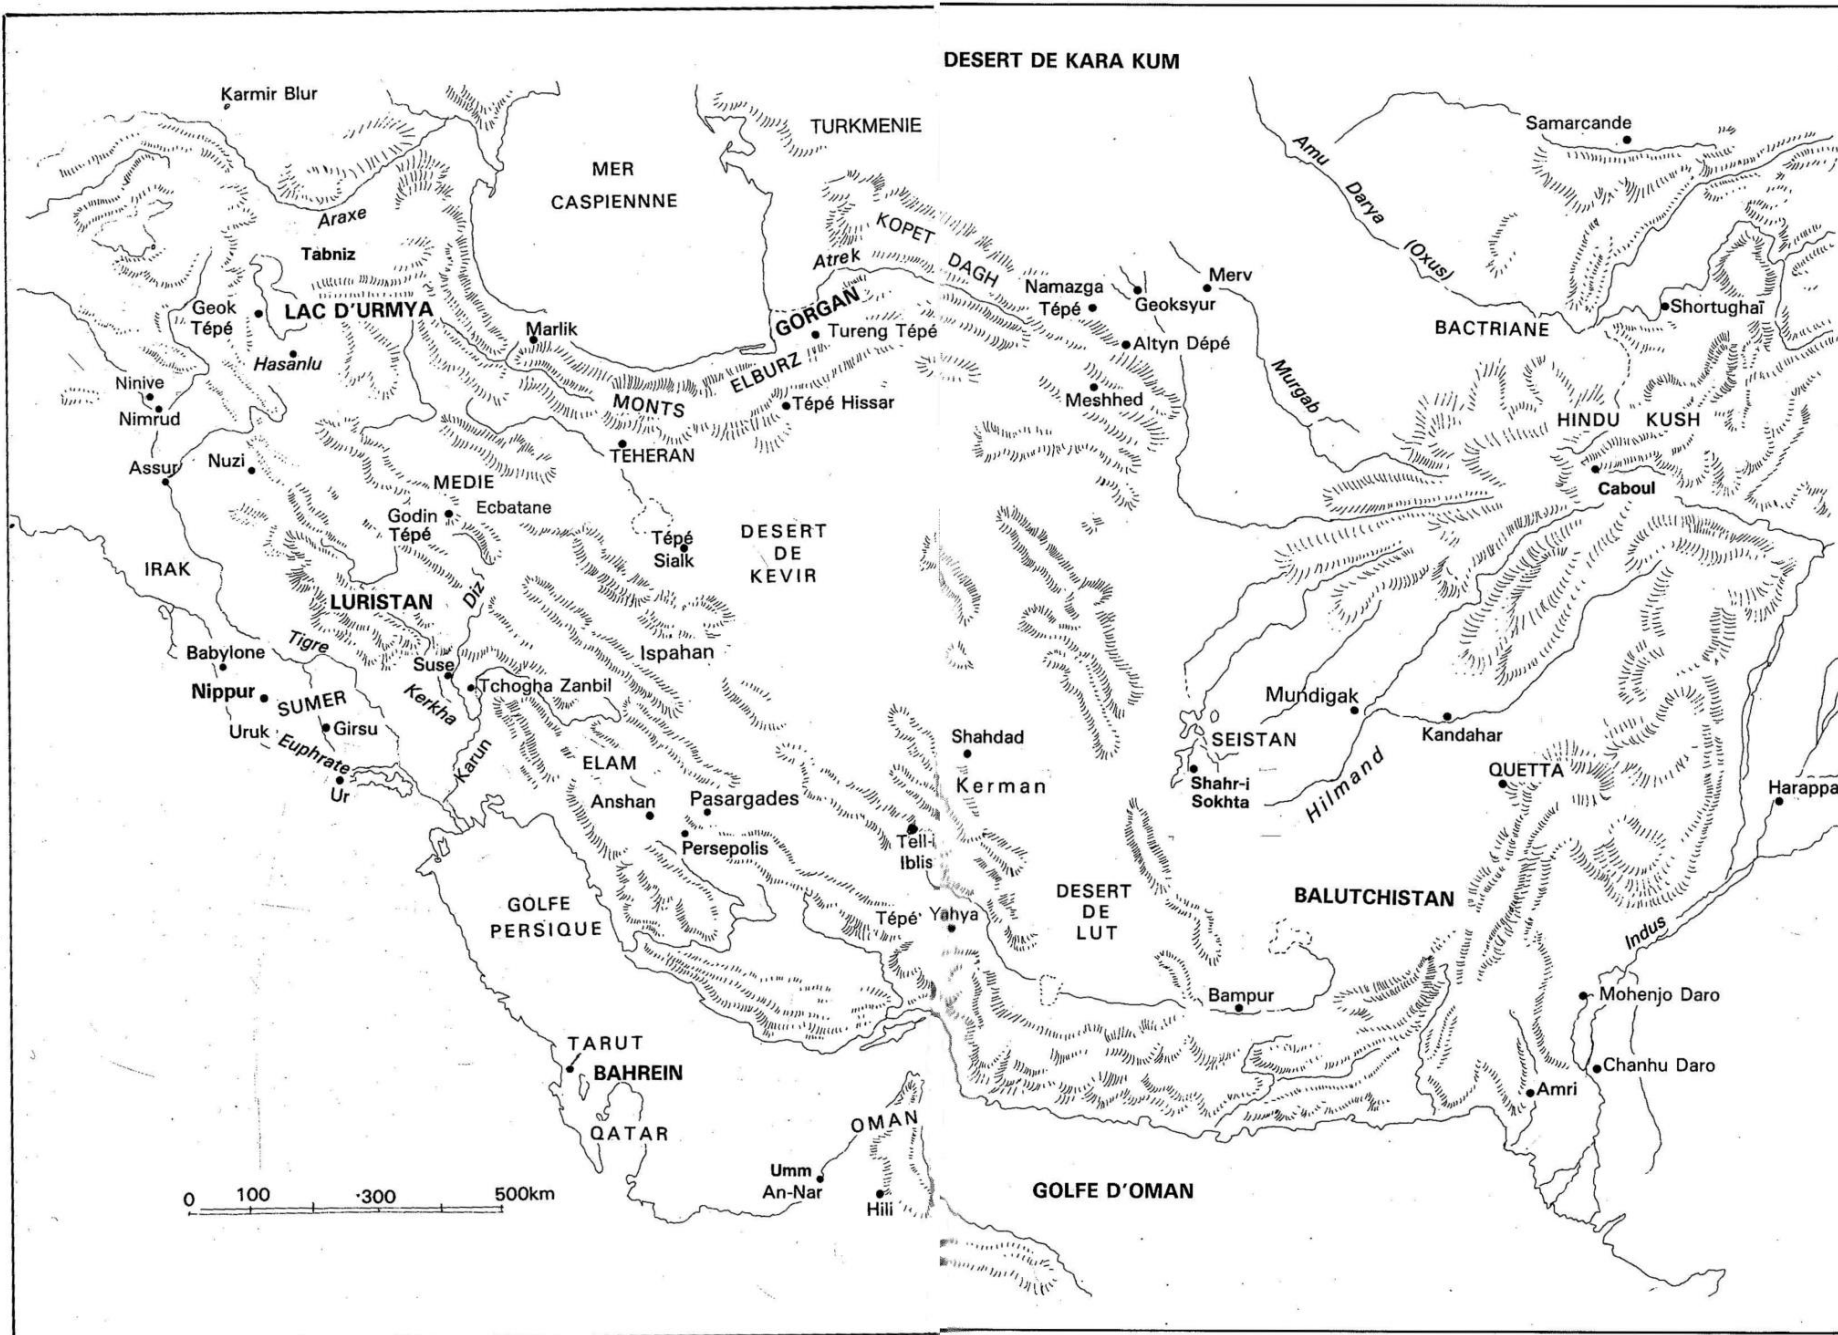 DESERT DE KARA KUM
Karmir Blur
TURKMENIE
Samarcande
MER
CASPIENNNE
Amu
Darya
(Oxus)
Araxe
KOPET
DAGH
Tabniz
Atrek
Merv
Namazga
Tépé
Geoksyur
Geok
Tépé
LAC D'URMYA
GORGAN
Shortughaï
BACTRIANE
Marlik
Tureng Tépé
Altyn Dépé
Hasanlu
ELBURZ
Murgab
Ninive
Nimrud
MONTS
Tépé Hissar
Meshhed
HINDU KUSH
TEHERAN
Assur
Nuzi
MEDIE
Ecbatane
Caboul
Godin
Tépé
Tépé
Sialk
DESERT
DE
KEVIR
IRAK
LURISTAN
Diz
Tigre
Babylone
Suse
Ispahan
Nippur
SUMER
Kerkha
Tchogha Zanbil
Mundigak
Uruk
Girsu
Euphrate
Kandahar
Karun
ELAM
Shahdad
SEISTAN
Ur
Kerman
Shahr-i
Sokhta
Hilmand
QUETTA
Harappa
Anshan
Pasargades
Persepolis
Tell-i
Iblis
GOLFE
PERSIQUE
DESERT
DE
LUT
BALUTCHISTAN
Tépé Yahya
Indus
Bampur
Mohenjo Daro
TARUT
BAHREIN
Chanhu Daro
Amri
OMAN
QATAR
Umm
An-Nar
Hili
GOLFE D'OMAN
0 100 300 500km